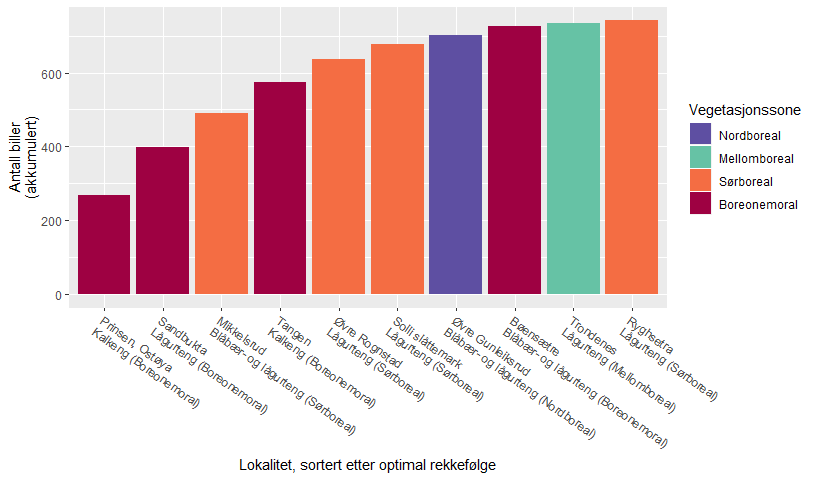 Antall biller
(akkumulert)
600
400
200
0
Prinsen, Ostøya
Kalkeng (Boreonemoral)
Sandbukta
Lågurteng (Boreonemoral)
Mikkelsrud
Blåbær- og lågurteng (Sørboreal)
Tangen
Kalkeng (Boreonemoral)
Øvre Rognstad
Lågurteng (Sørboreal)
Solli slåttemark
Lågurteng (Sørboreal)
Øvre Gunleiksrud
Blåbær- og lågurteng (Nordboreal)
Bøensætre
Blåbær- og lågurteng (Boreonemoral)
Trondenes
Lågurteng (Mellomboreal)
Ryghsetra
Lågurteng (Sørboreal)
Lokalitet, sortert etter optimal rekkefølge
Vegetasjonssone
Nordboreal
Mellomboreal
Sørboreal
Boreonemoral